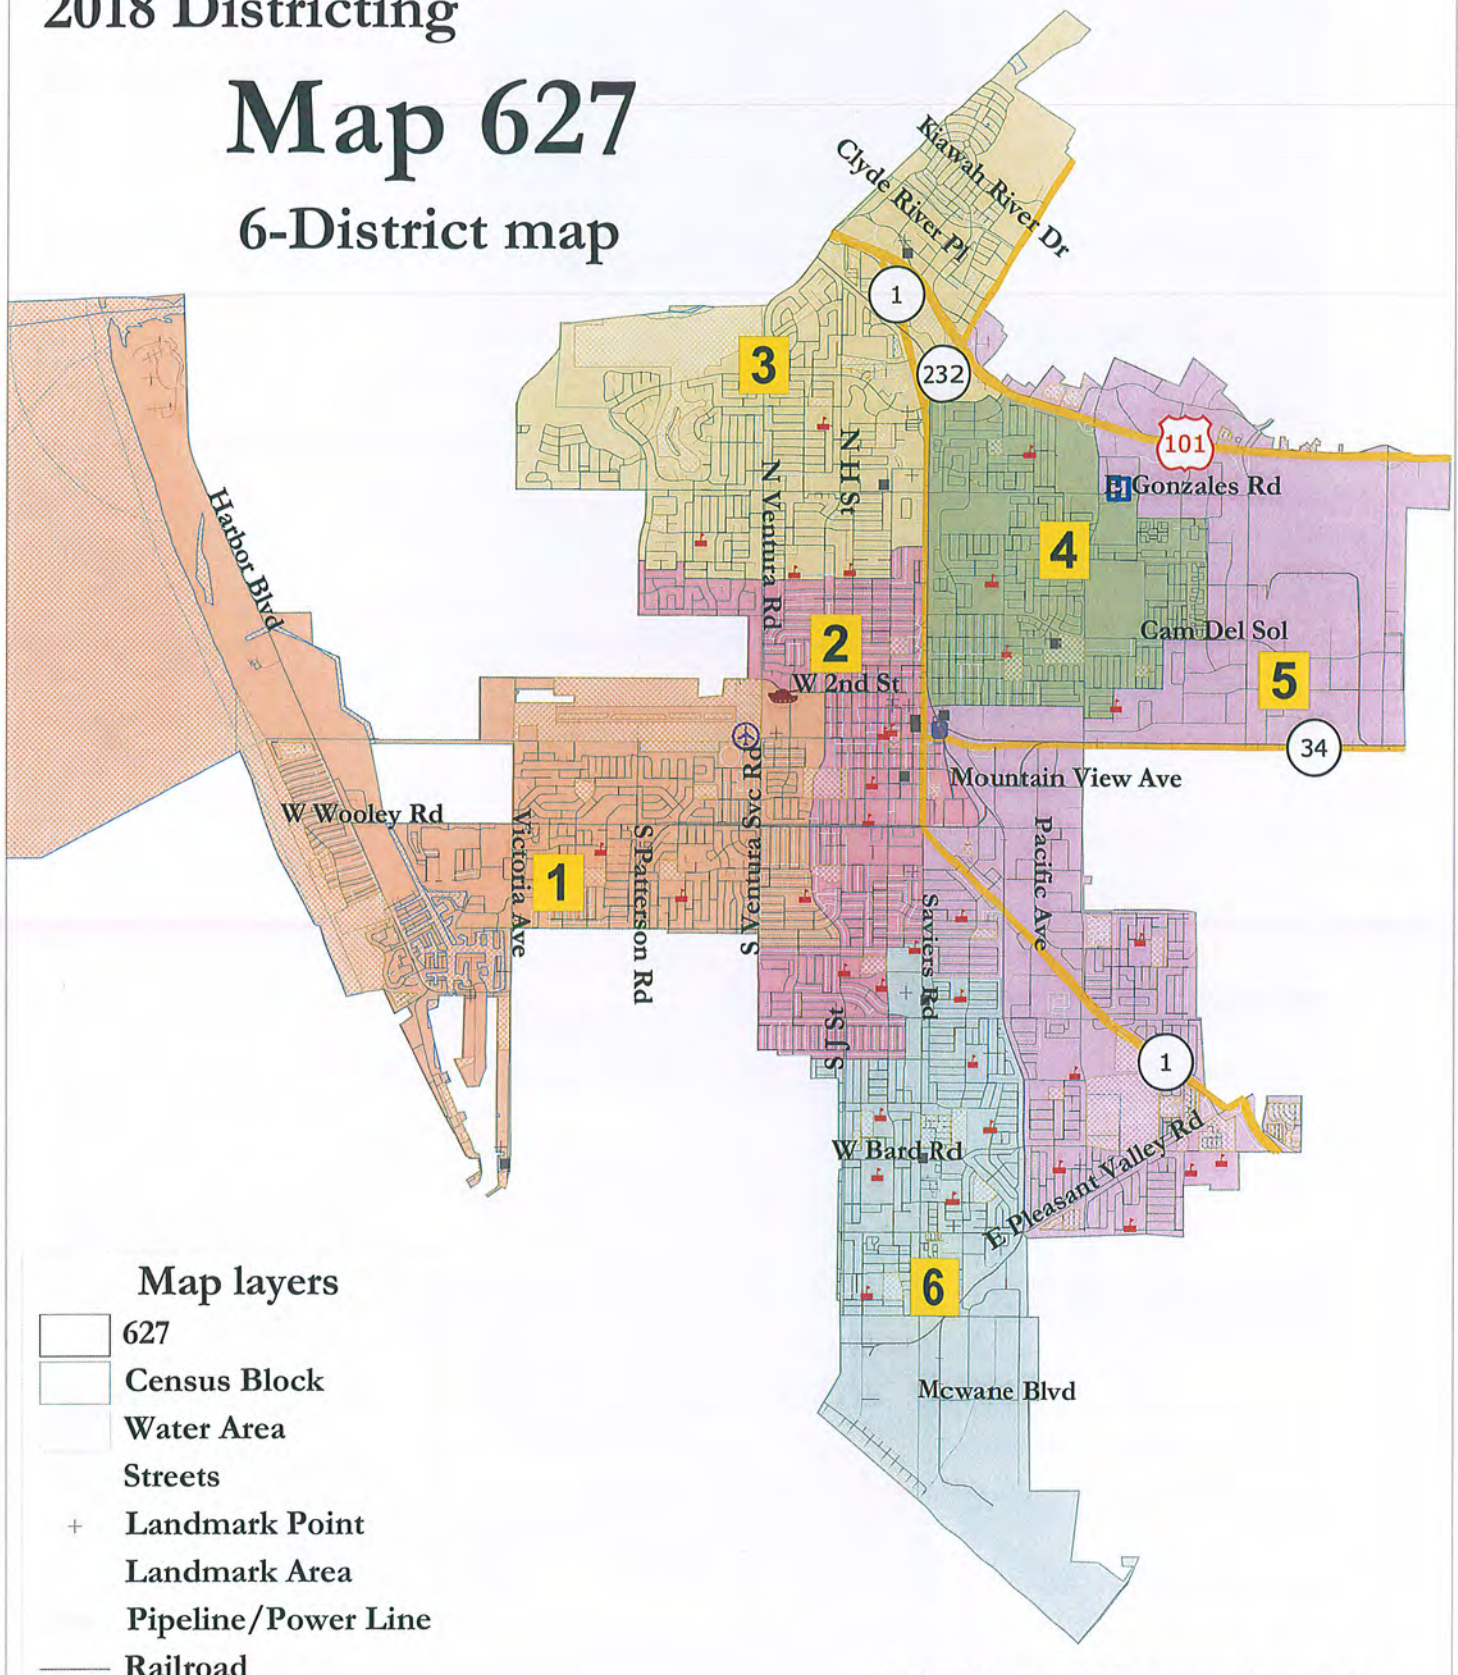 2018 Districting
Map 627
6-District map
Kiawah River Dr
Clyde River Pl
1
3
232
101
N H St
E Gonzales Rd
N Ventura Rd
Harbor Blvd
4
2
Cam Del Sol
W 2nd St
5
34
Mountain View Ave
W Wooley Rd
Victoria Ave
S Patterson Rd
S Ventura Svc Rd
Pacific Ave
1
Saviers Rd
S J St
1
W Bard Rd
E Pleasant Valley Rd
6
Mcwane Blvd
Map layers
627
Census Block
Water Area
Streets
Landmark Point
Landmark Area
Pipeline/Power Line
Railroad